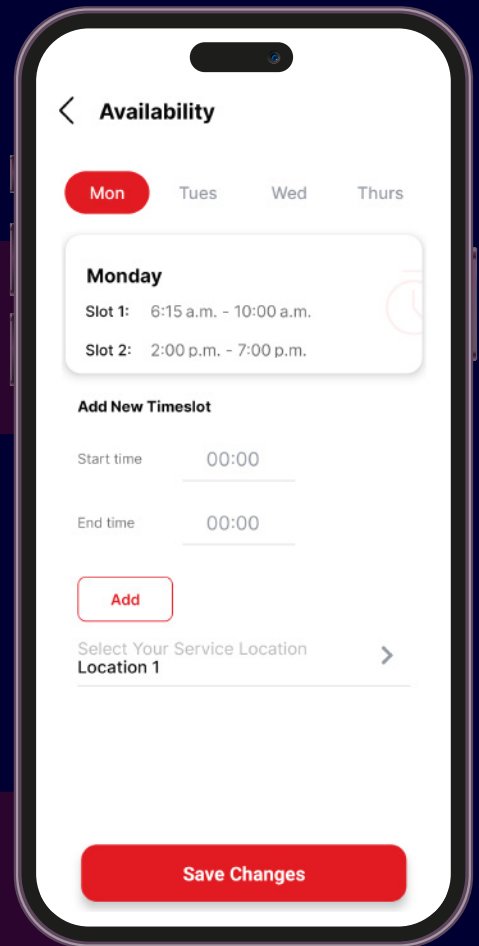 Availability
Mon Tues Wed Thurs
Monday
Slot 1: 6:15 a.m. - 10:00 a.m.
Slot 2: 2:00 p.m. - 7:00 p.m.
Add New Timeslot
Start time 00:00
End time 00:00
Add
Select Your Service Location
Location 1
Save Changes